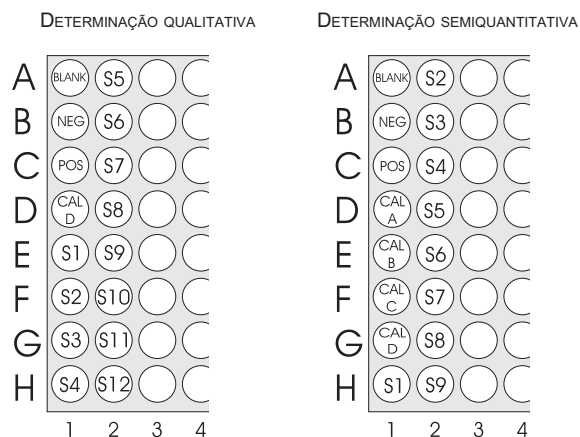 DETERMINAÇÃO QUALITATIVA
A BLANK S5
B NEG S6
C POS S7
D CAL D S8
E S1 S9
F S2 S10
G S3 S11
H S4 S12
1 2 3 4
DETERMINAÇÃO SEMIQUANTITATIVA
A BLANK S2
B NEG S3
C POS S4
D CAL A S5
E CAL B S6
F CAL C S7
G CAL D S8
H S1 S9
1 2 3 4